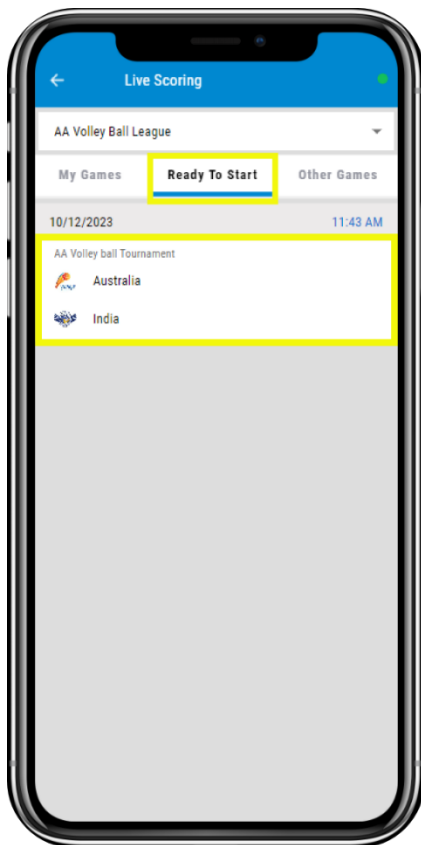 Live Scoring
AA Volley Ball League
My Games Ready To Start Other Games
10/12/2023 11:43 AM
AA Volley ball Tournament
Australia
India